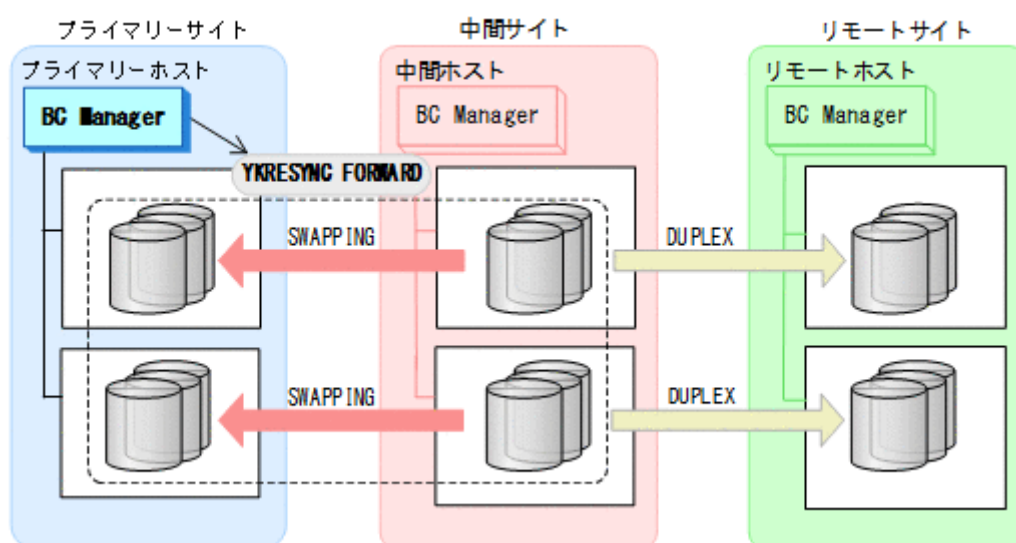 プライマリーサイト
中間サイト
リモートサイト
プライマリーホスト
中間ホスト
リモートホスト
BC Manager
BC Manager
BC Manager
YKRESYNC FORWARD
SWAPPING
DUPLEX
SWAPPING
DUPLEX